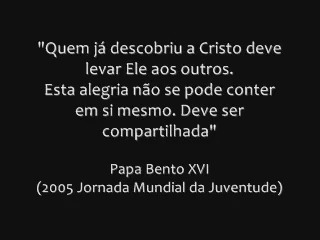 "Quem já descobriu a Cristo deve
levar Ele aos outros.
Esta alegria não se pode conter
em si mesmo. Deve ser
compartilhada"
Papa Bento XVI
(2005 Jornada Mundial da Juventude)